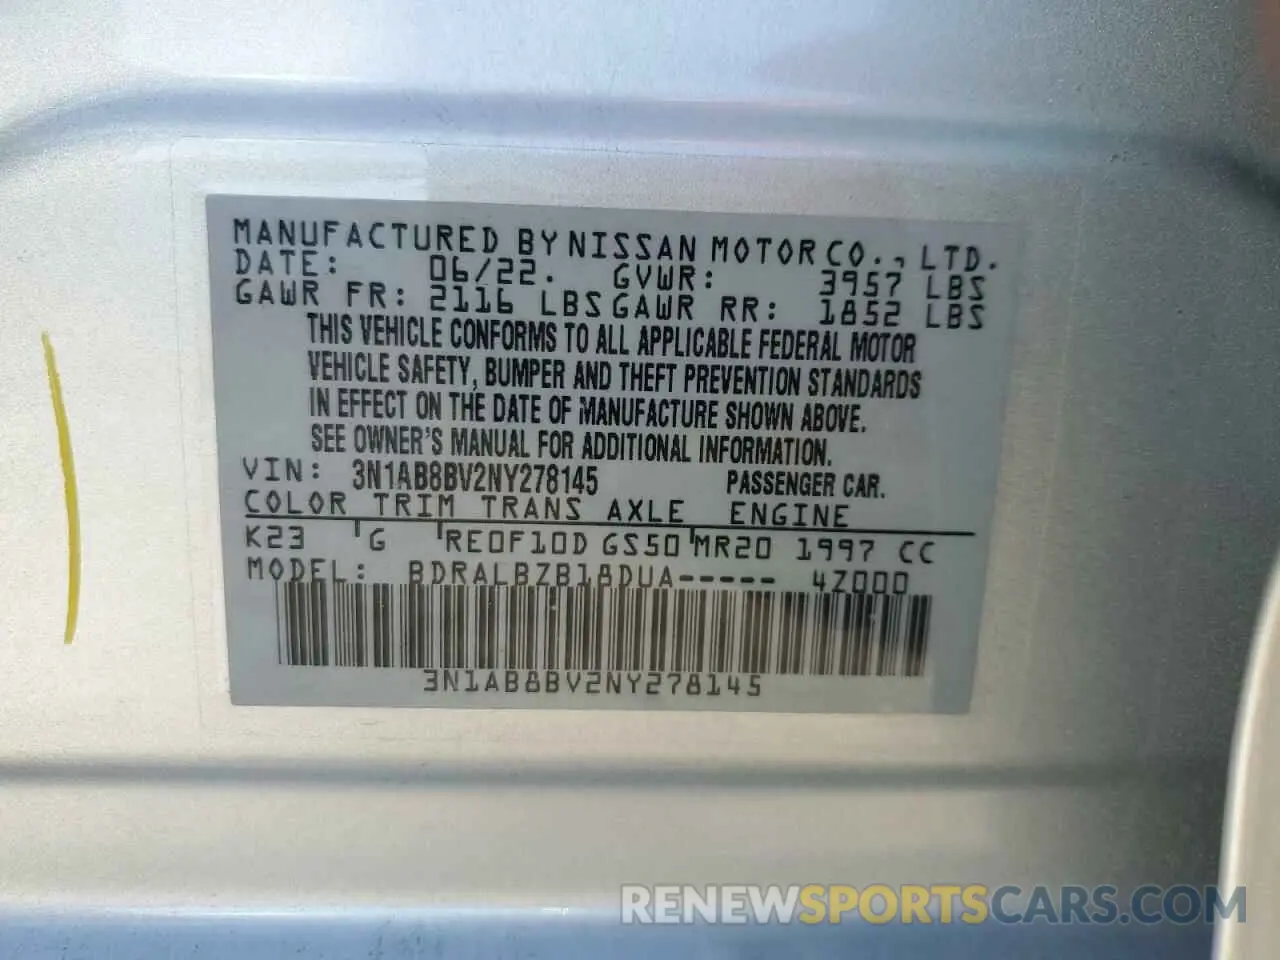 MANUFACTURED BY NISSAN MOTOR CO., LTD.
DATE: 06/22. GVWR: 3957 LBS
GAWR FR: 2116 LBS GAWR RR: 1852 LBS
THIS VEHICLE CONFORMS TO ALL APPLICABLE FEDERAL MOTOR
VEHICLE SAFETY, BUMPER AND THEFT PREVENTION STANDARDS
IN EFFECT ON THE DATE OF MANUFACTURE SHOWN ABOVE.
SEE OWNER'S MANUAL FOR ADDITIONAL INFORMATION.
VIN: 3N1AB8BV2NY278145 PASSENGER CAR.
COLOR TRIM TRANS AXLE ENGINE
K23 G RE0F10D GS50 MR20 1997 CC
MODEL: BDRALBZB18DUA----- 4Z000
3N1AB8BV2NY278145
RENEWSPORTSCARS.COM